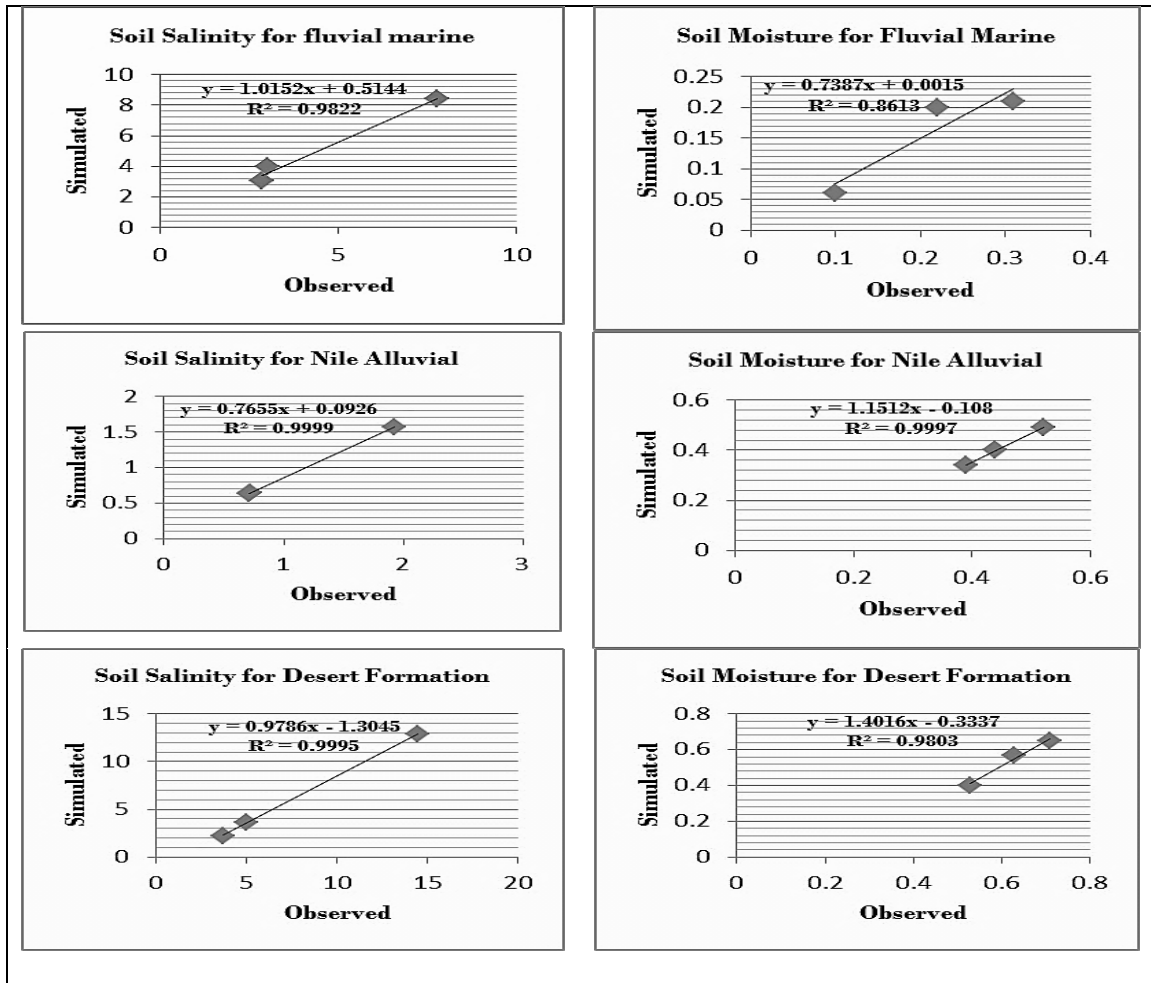 Soil Salinity for fluvial marine
y = 1.0152x + 0.5144
R² = 0.9822
10
8
6
4
2
0
Simulated
0 5 10
Observed
Soil Moisture for Fluvial Marine
y = 0.7387x + 0.0015
R² = 0.8613
0.25
0.2
0.15
0.1
0.05
0
Simulated
0 0.1 0.2 0.3 0.4
Observed
Soil Salinity for Nile Alluvial
y = 0.7655x + 0.0926
R² = 0.9999
2
1.5
1
0.5
0
Simulated
0 1 2 3
Observed
Soil Moisture for Nile Alluvial
y = 1.1512x - 0.108
R² = 0.9997
0.6
0.4
0.2
0
Simulated
0 0.2 0.4 0.6
Observed
Soil Salinity for Desert Formation
y = 0.9786x - 1.3045
R² = 0.9995
15
10
5
0
Simulated
0 5 10 15 20
Observed
Soil Moisture for Desert Formation
y = 1.4016x - 0.3337
R² = 0.9803
0.8
0.6
0.4
0.2
0
Simulated
0 0.2 0.4 0.6 0.8
Observed